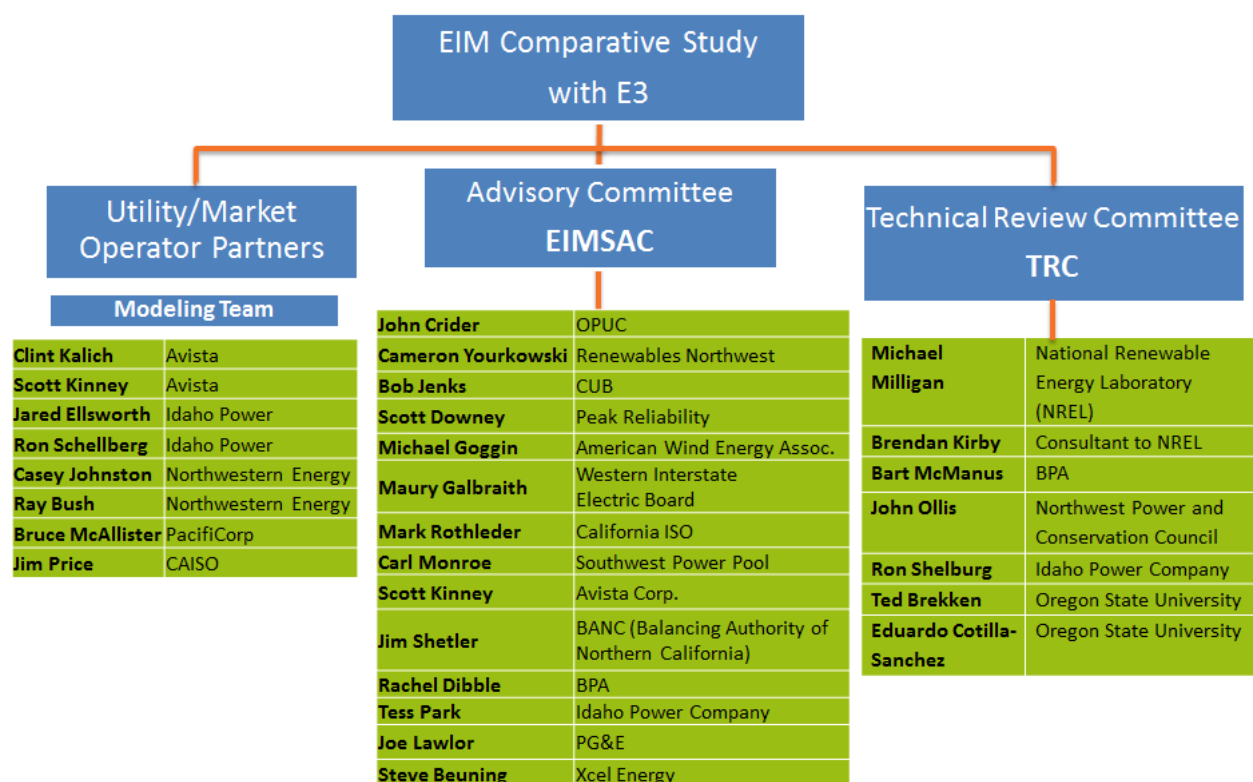 EIM Comparative Study
with E3
Utility/Market
Operator Partners
Modeling Team
Clint Kalich Avista
Scott Kinney Avista
Jared Ellsworth Idaho Power
Ron Schellberg Idaho Power
Casey Johnston Northwestern Energy
Ray Bush Northwestern Energy
Bruce McAllister PacifiCorp
Jim Price CAISO
Advisory Committee
EIMSAC
John Crider OPUC
Cameron Yourkowski Renewables Northwest
Bob Jenks CUB
Scott Downey Peak Reliability
Michael Goggin American Wind Energy Assoc.
Maury Galbraith Western Interstate
Electric Board
Mark Rothleder California ISO
Carl Monroe Southwest Power Pool
Scott Kinney Avista Corp.
Jim Shetler BANC (Balancing Authority of
Northern California)
Rachel Dibble BPA
Tess Park Idaho Power Company
Joe Lawlor PG&E
Steve Beuning Xcel Energy
Technical Review Committee
TRC
Michael National Renewable
Milligan Energy Laboratory
(NREL)
Brendan Kirby Consultant to NREL
Bart McManus BPA
John Ollis Northwest Power and
Conservation Council
Ron Shelburg Idaho Power Company
Ted Brekken Oregon State University
Eduardo Cotilla- Oregon State University
Sanchez